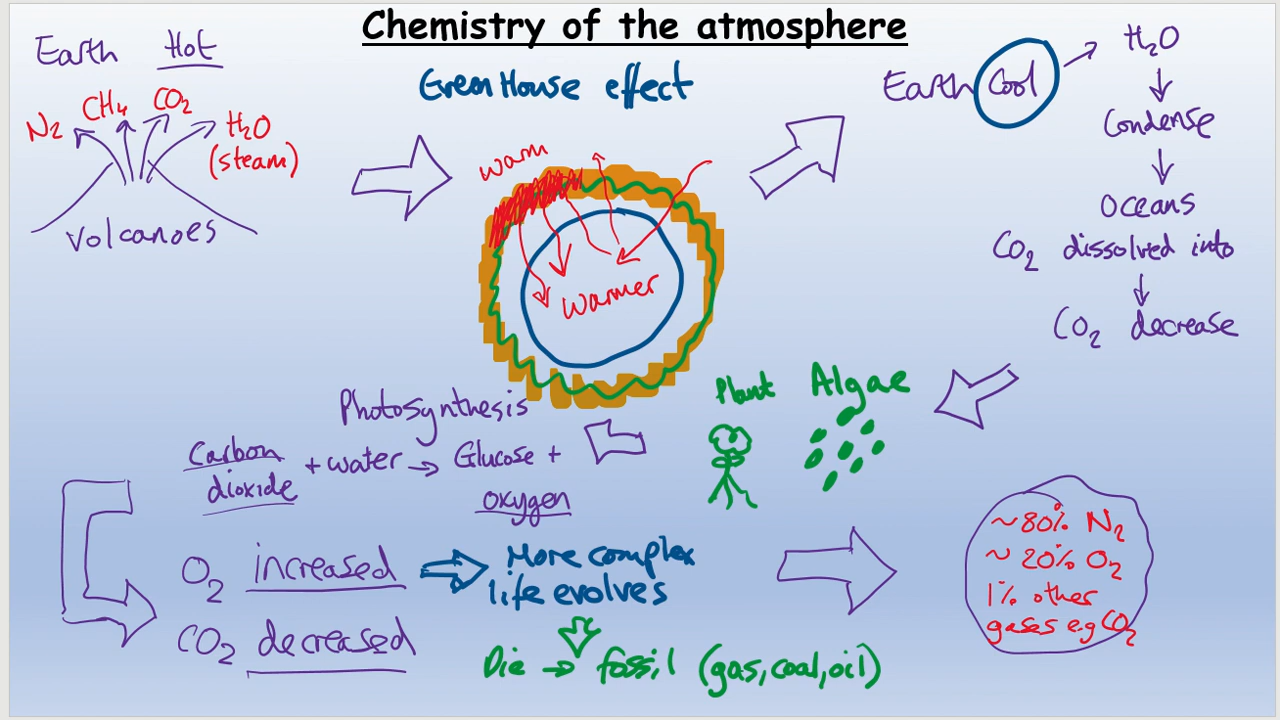 Chemistry of the atmosphere
Earth Hot
N2 CH4 CO2 H2O
(steam)
Volcanoes
GreenHouse effect
warm
warmer
Earth Cool
H2O
Condense
Oceans
CO2 dissolved into
CO2 decrease
Plant Algae
Photosynthesis
Carbon dioxide + water → Glucose + oxygen
O2 increased
CO2 decreased
More complex
life evolves
Die → fossil (gas, coal, oil)
~80% N2
~20% O2
1% other
gases e.g CO2